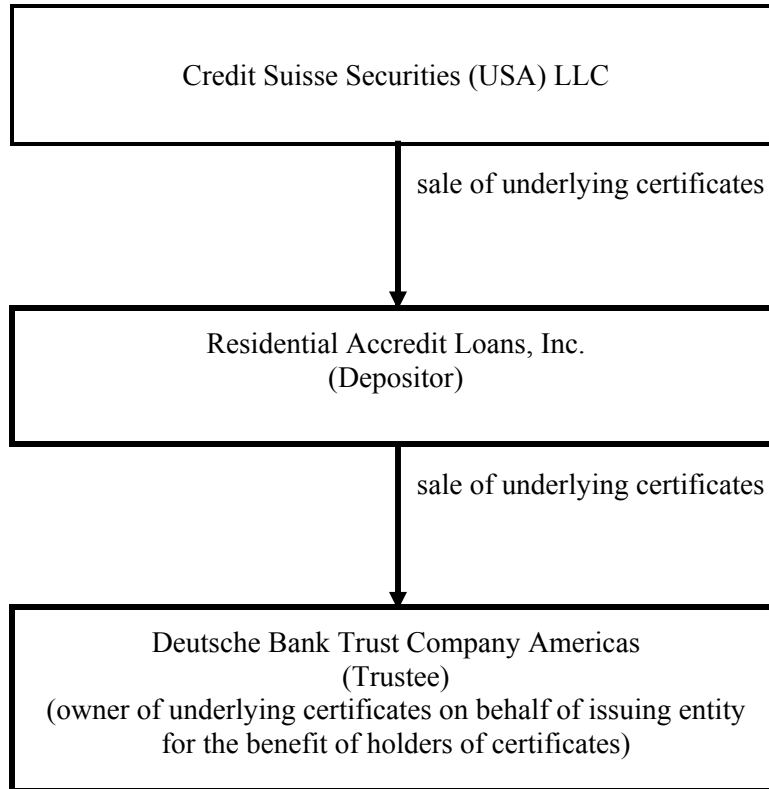 Credit Suisse Securities (USA) LLC
sale of underlying certificates
Residential Accredit Loans, Inc.
(Depositor)
sale of underlying certificates
Deutsche Bank Trust Company Americas
(Trustee)
(owner of underlying certificates on behalf of issuing entity
for the benefit of holders of certificates)